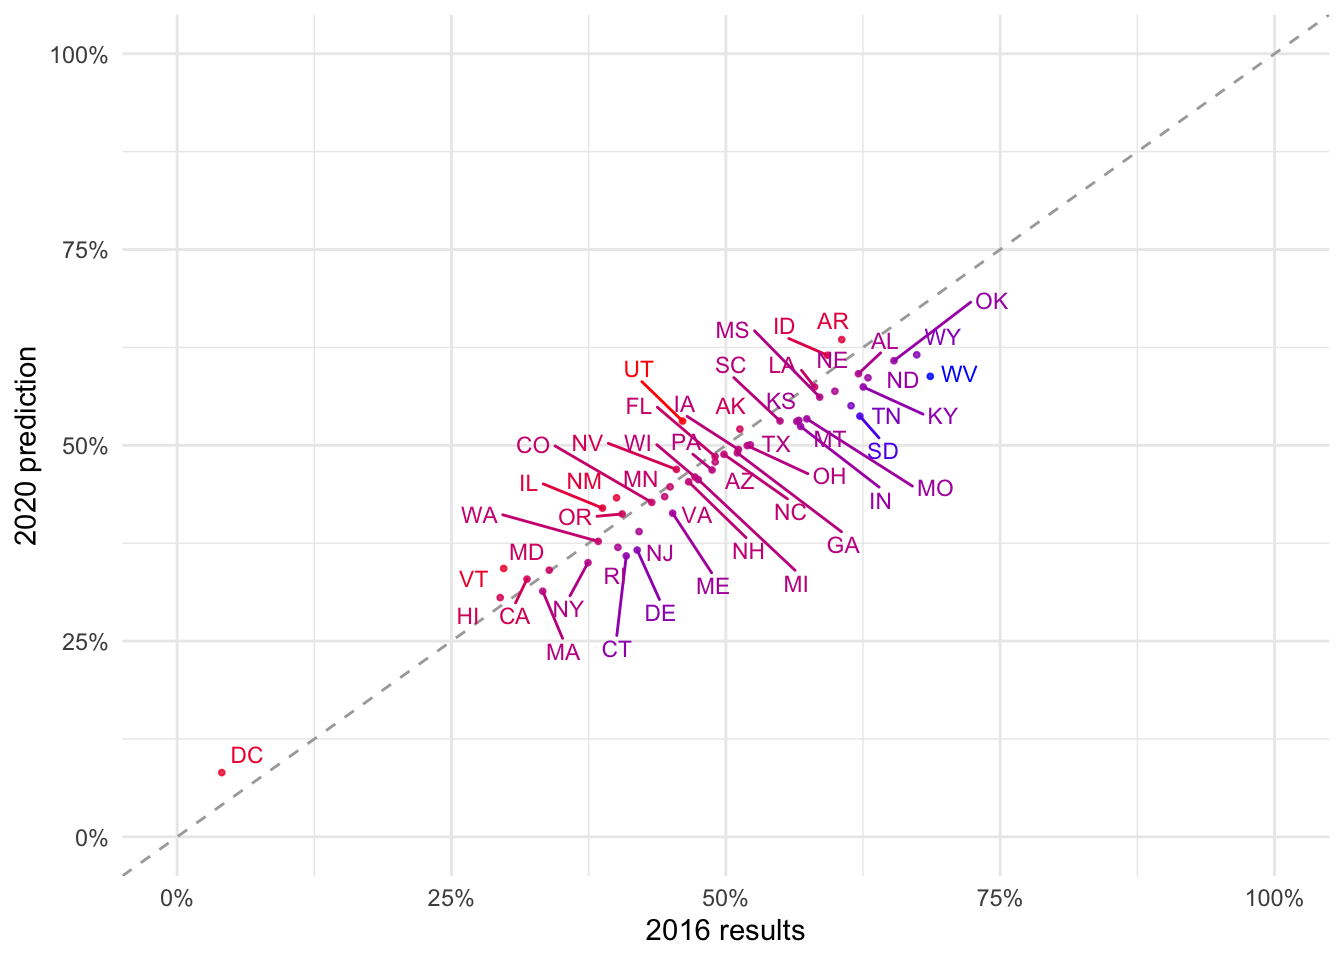 100%
75%
50%
25%
0%
2020 prediction
OK
AR
ID
MS
WY
AL
NE
LA
SC
UT
WV
ND
KS
IA
FL
AK
TN
KY
MT
SD
TX
PA
WI
NV
CO
OH
MO
AZ
MN
NM
IL
IN
NC
VA
OR
WA
GA
NH
NJ
MD
RI
VT
MI
ME
NY
DE
CA
HI
CT
MA
DC
0%
25%
50%
75%
100%
2016 results